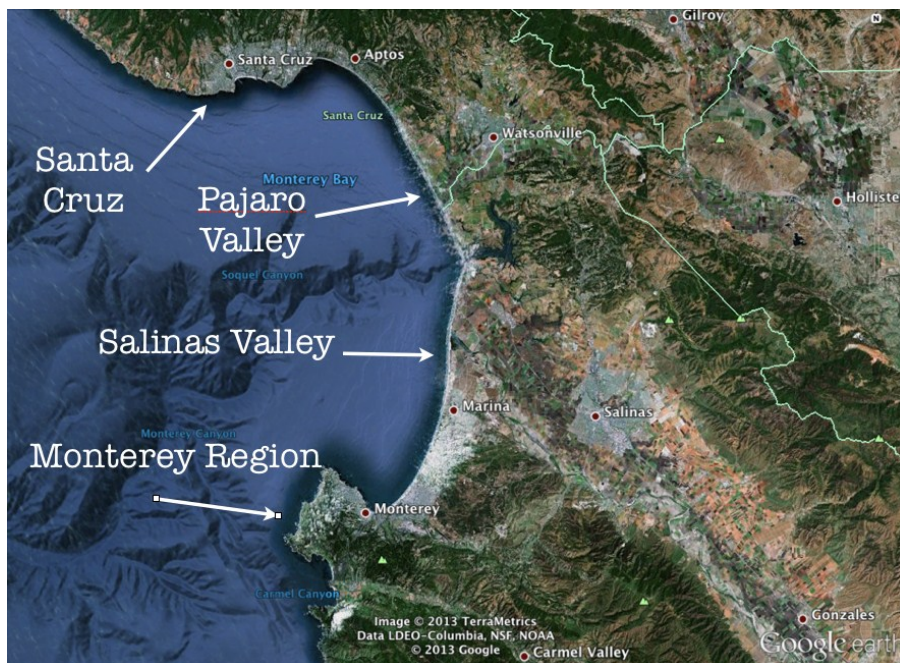 Gilroy
N
Santa Cruz
Aptos
Santa Cruz
Watsonville
Santa
Cruz
Monterey Bay
Holliste
Pajaro
Valley
Soquel Canyon
Salinas Valley
Marina
Salinas
Monterey Canyon
Monterey Region
Monterey
Carmel Canyon
Gonzales
Image © 2013 TerraMetrics
Data LDEO-Columbia, NSF, NOAA
© 2013 Google
Carmel Valley
Google earth